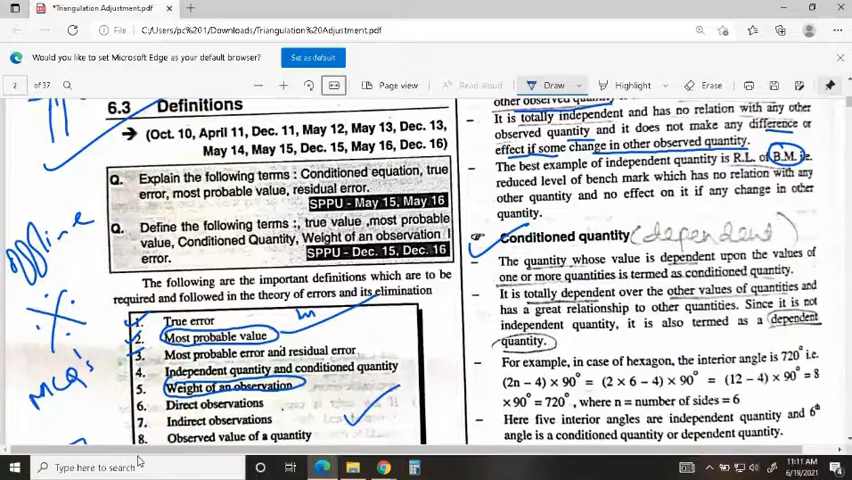 *Triangulation Adjustment.pdf
File
C:/Users/pc%201/Downloads/Triangulation%20Adjustment.pdf
Would you like to set Microsoft Edge as your default browser?
Set as default
2
of 37
Page view
Read aloud
Draw
Highlight
Erase
6.3 Definitions
(Oct. 10, April 11, Dec. 11, May 12, May 13, Dec. 13,
May 14, May 15, Dec. 15, May 16, Dec. 16)
Q. Explain the following terms : Conditioned equation, true
error, most probable value, residual error.
SPPU - May 15, May 16
Q. Define the following terms :, true value ,most probable
value, Conditioned Quantity, Weight of an observation
error.
SPPU - Dec. 15, Dec. 16
offline
MCQ's
The following are the important definitions which are to be
required and followed in the theory of errors and its elimination
1. True error
2. Most probable value
3. Most probable error and residual error
4. Independent quantity and conditioned quantity
5. Weight of an observation
6. Direct observations
7. Indirect observations
8. Observed value of a quantity
other observed quantity
- It is totally independent and has no relation with any other
observed quantity and it does not make any difference or
effect if some change in other observed quantity.
- The best example of independent quantity is R.L. of B.M. i.e.
reduced level of bench mark which has no relation with any
other quantity and no effect on it if any change in other
quantity.
☞ Conditioned quantity (dependent)
- The quantity whose value is dependent upon the values of
one or more quantities is termed as conditioned quantity.
- It is totally dependent over the other values of quantities and
has a great relationship to other quantities. Since it is not
independent quantity, it is also termed as a dependent
quantity.
- For example, in case of hexagon, the interior angle is 720° i.e.
(2n – 4) × 90° = (2 × 6 – 4) × 90° = (12 – 4) × 90° = 8
× 90° = 720°, where n = number of sides = 6
- Here five interior angles are independent quantity and 6th
angle is a conditioned quantity or dependent quantity.
Type here to search
11:11 AM
6/19/2021